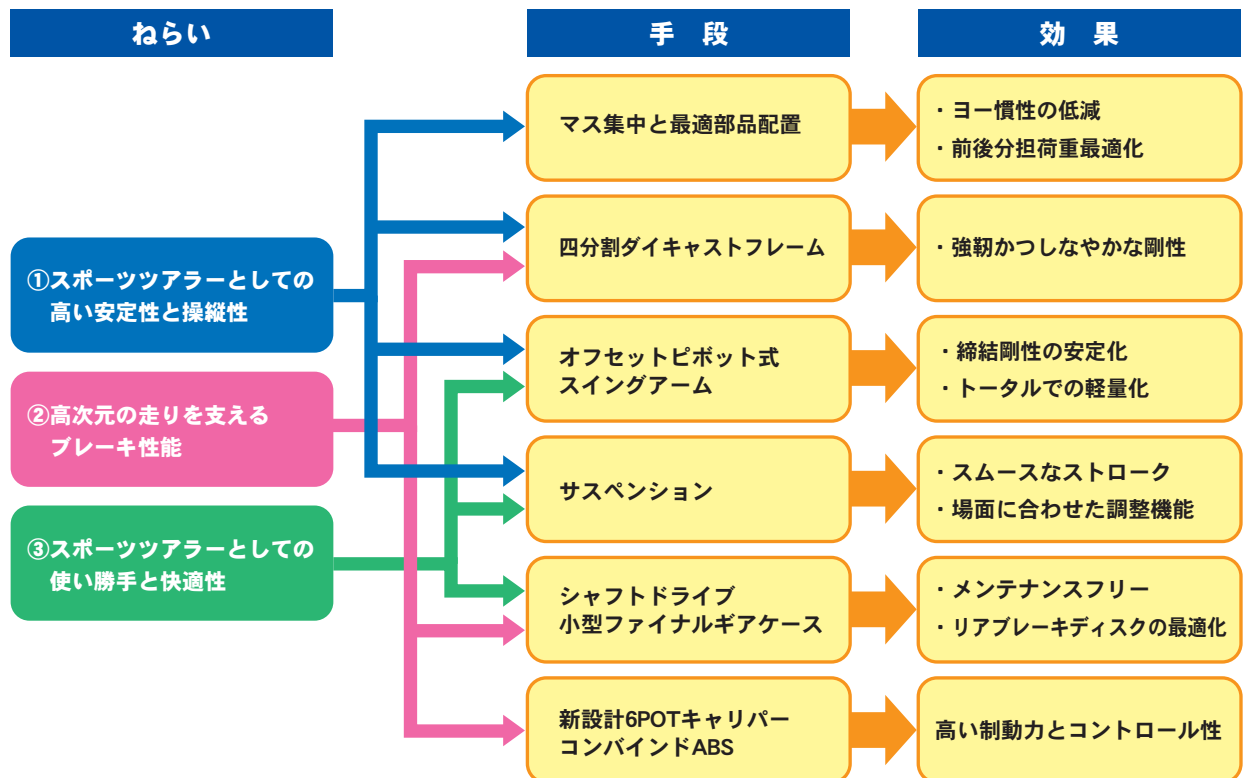 ねらい
手　段
効　果
①スポーツツアラーとしての
高い安定性と操縦性
②高次元の走りを支える
ブレーキ性能
③スポーツツアラーとしての
使い勝手と快適性
マス集中と最適部品配置
四分割ダイキャストフレーム
オフセットピボット式
スイングアーム
サスペンション
シャフトドライブ
小型ファイナルギアケース
新設計6POTキャリパー
コンバインドABS
・ヨー慣性の低減
・前後分担荷重最適化
・強靭かつしなやかな剛性
・締結剛性の安定化
・トータルでの軽量化
・スムースなストローク
・場面に合わせた調整機能
・メンテナンスフリー
・リアブレーキディスクの最適化
高い制動力とコントロール性